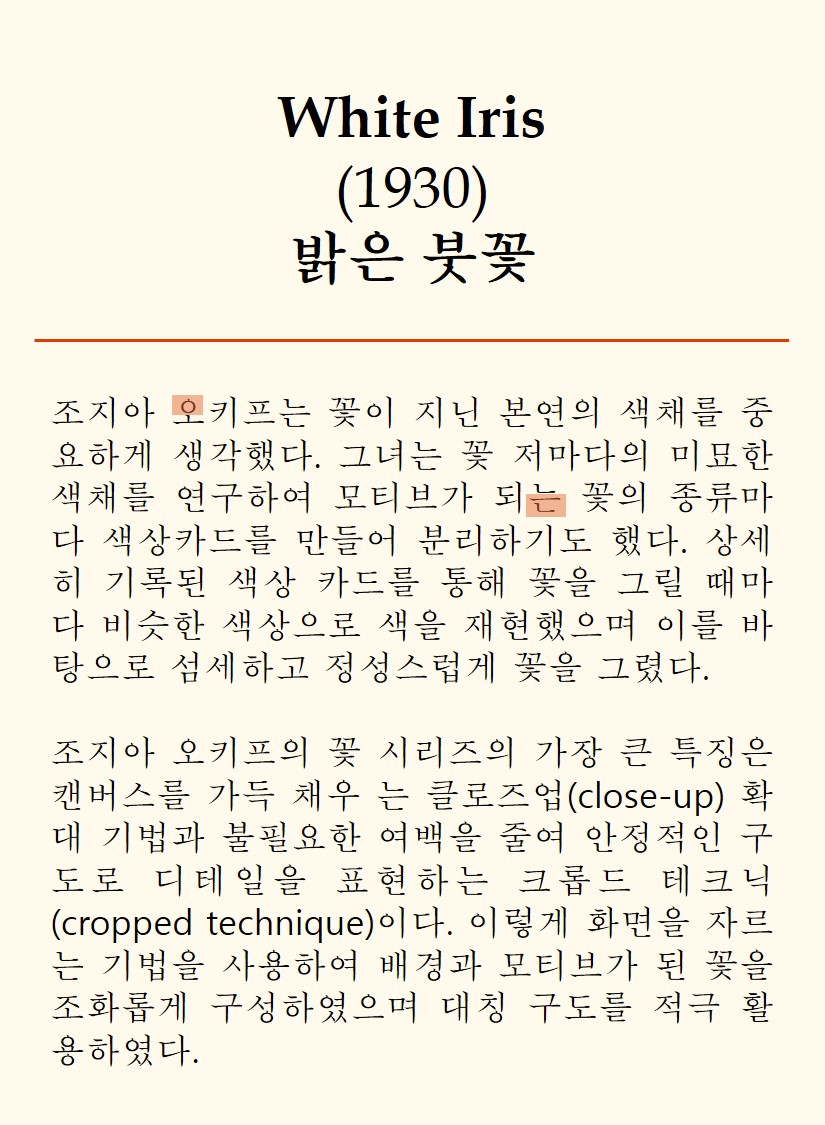 White Iris
(1930)
밝은 붓꽃
조지아 오키프는 꽃이 지닌 본연의 색채를 중
요하게 생각했다. 그녀는 꽃 저마다의 미묘한
색채를 연구하여 모티브가 되는 꽃의 종류마
다 색상카드를 만들어 분리하기도 했다. 상세
히 기록된 색상 카드를 통해 꽃을 그릴 때마
다 비슷한 색상으로 색을 재현했으며 이를 바
탕으로 섬세하고 정성스럽게 꽃을 그렸다.
조지아 오키프의 꽃 시리즈의 가장 큰 특징은
캔버스를 가득 채우 는 클로즈업(close-up) 확
대 기법과 불필요한 여백을 줄여 안정적인 구
도로 디테일을 표현하는 크롭드 테크닉
(cropped technique)이다. 이렇게 화면을 자르
는 기법을 사용하여 배경과 모티브가 된 꽃을
조화롭게 구성하였으며 대칭 구도를 적극 활
용하였다.